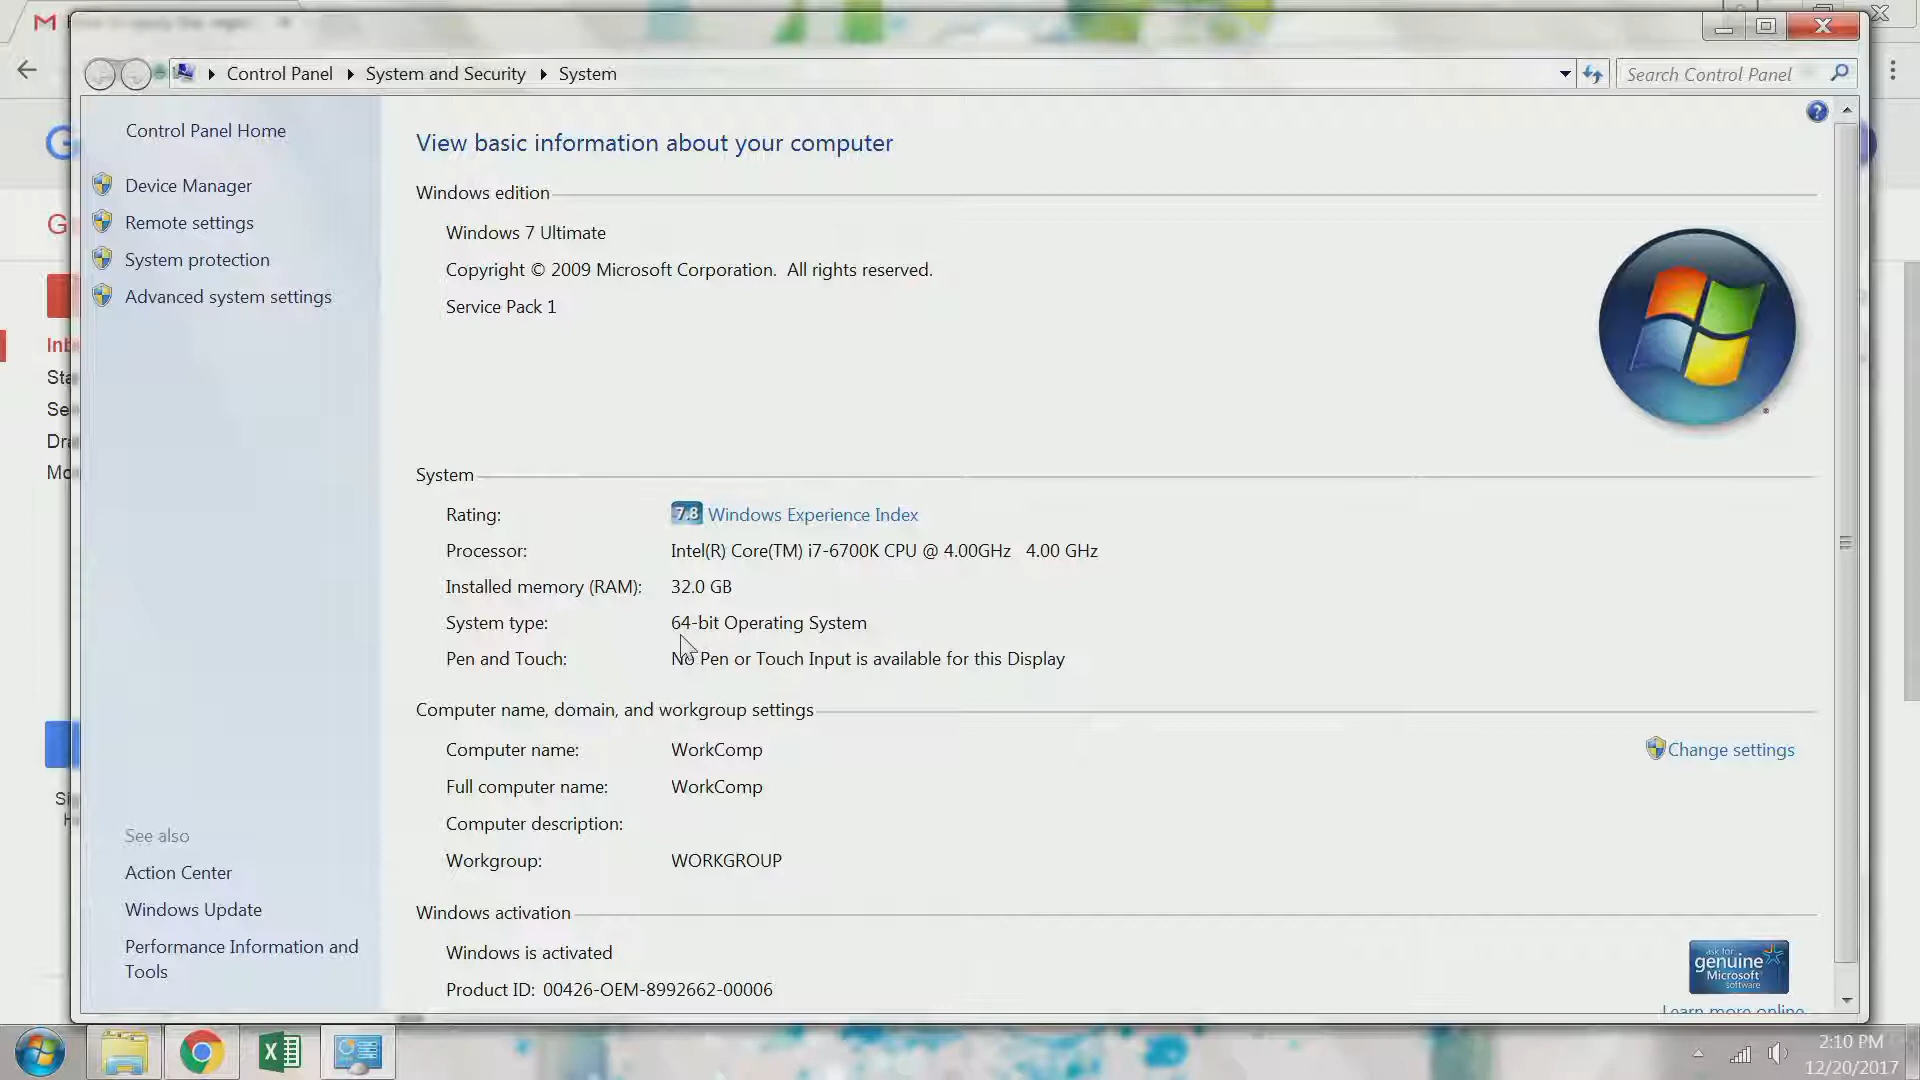 Control Panel
System and Security
System
Search Control Panel
Control Panel Home
Device Manager
Remote settings
System protection
Advanced system settings
See also
Action Center
Windows Update
Performance Information and
Tools
View basic information about your computer
Windows edition
Windows 7 Ultimate
Copyright © 2009 Microsoft Corporation. All rights reserved.
Service Pack 1
System
Rating: 7.8 Windows Experience Index
Processor: Intel(R) Core(TM) i7-6700K CPU @ 4.00GHz 4.00 GHz
Installed memory (RAM): 32.0 GB
System type: 64-bit Operating System
Pen and Touch: No Pen or Touch Input is available for this Display
Computer name, domain, and workgroup settings
Computer name: WorkComp
Change settings
Full computer name: WorkComp
Computer description:
Workgroup: WORKGROUP
Windows activation
Windows is activated
Product ID: 00426-OEM-8992662-00006
ask for
genuine
Microsoft
software
Learn more online
2:10 PM
12/20/2017